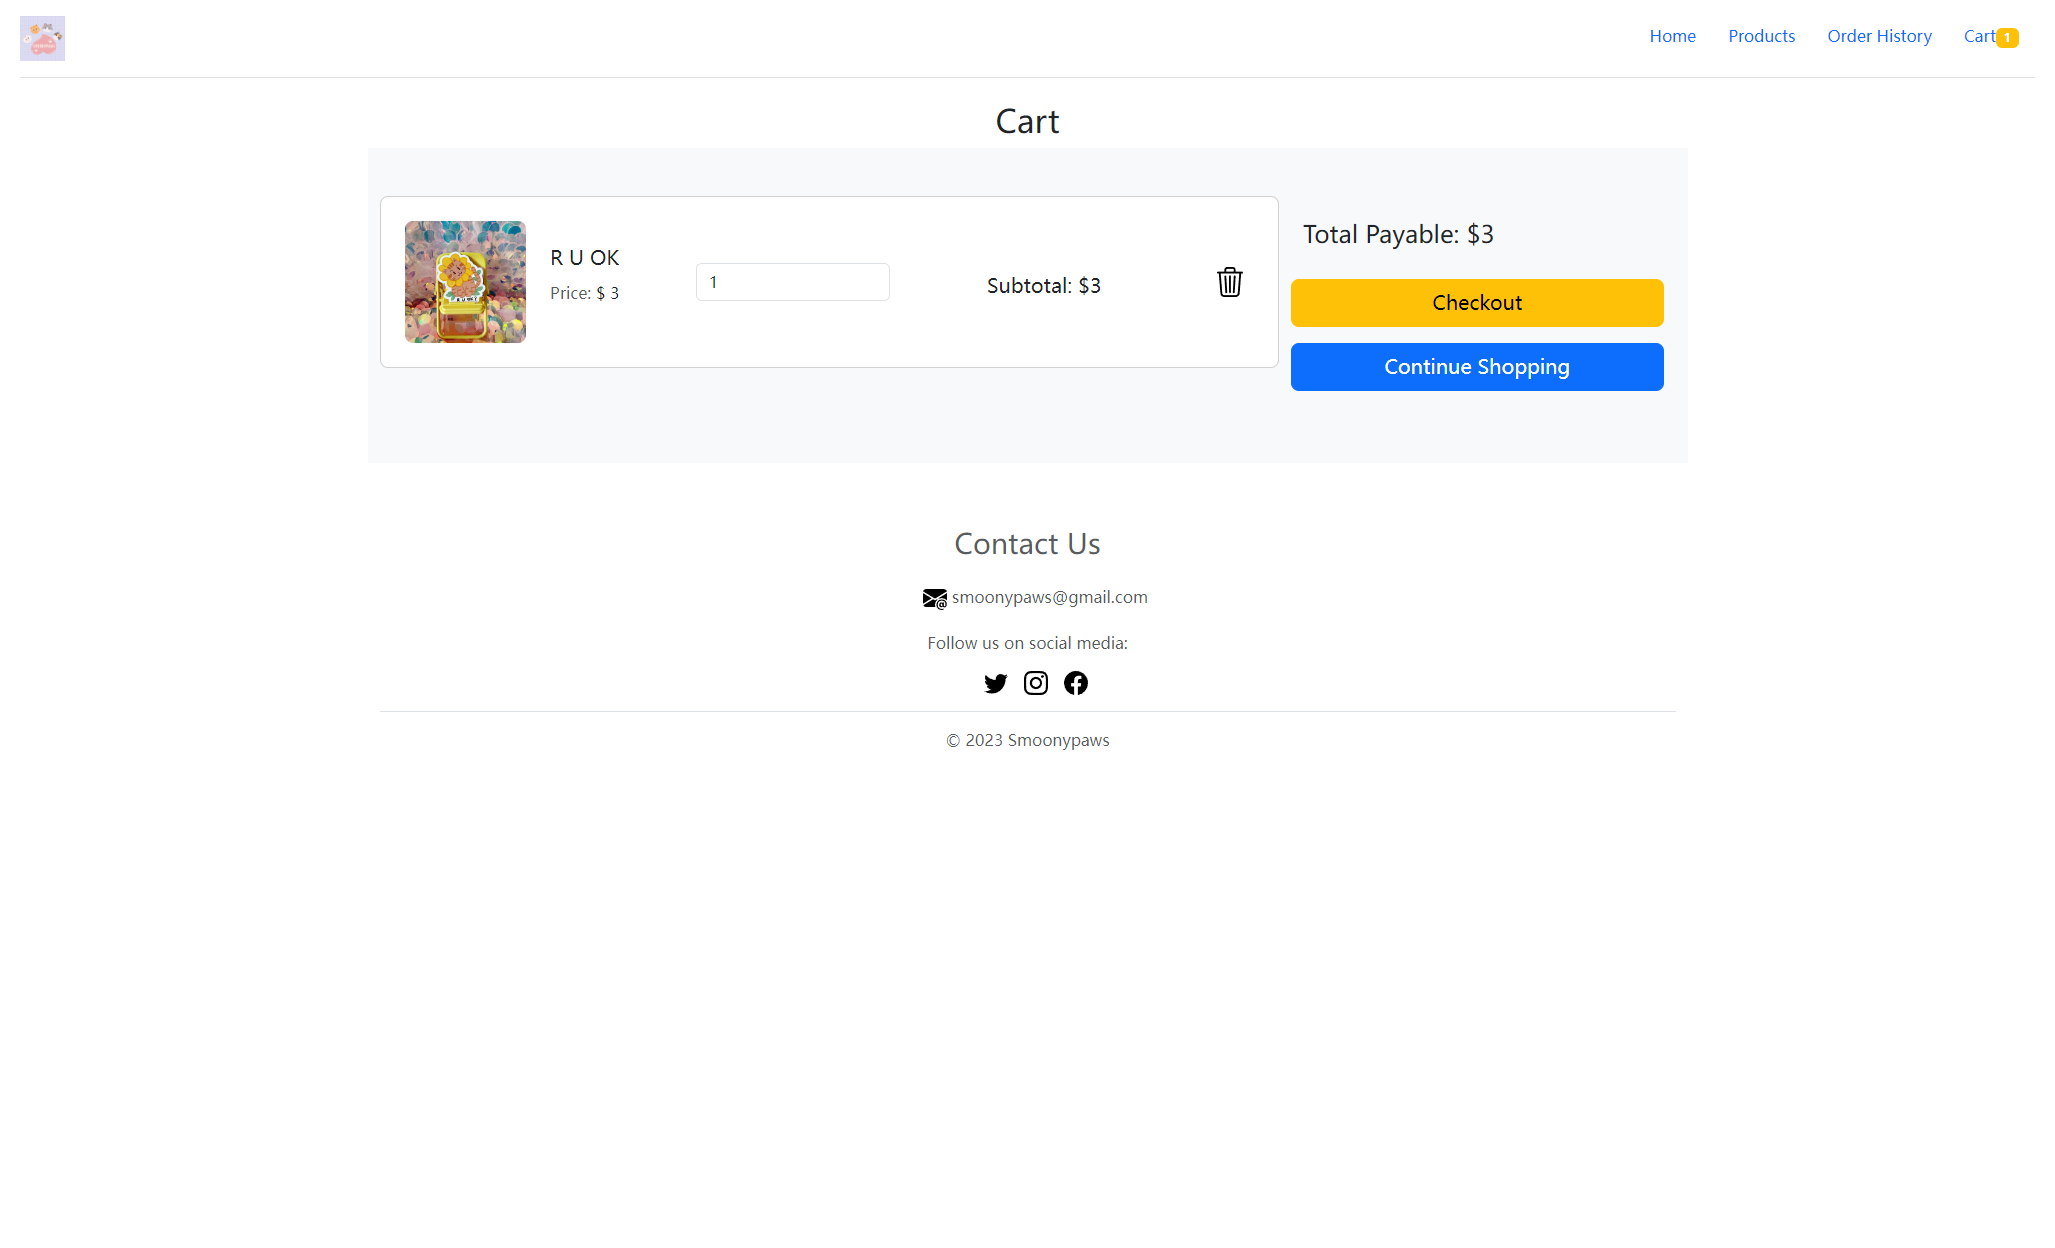 Home Products Order History Cart 1
Cart
R U OK
Price: $ 3
1
Subtotal: $3
Total Payable: $3
Checkout
Continue Shopping
R U OK?
Contact Us
smoonypaws@gmail.com
Follow us on social media:
© 2023 Smoonypaws